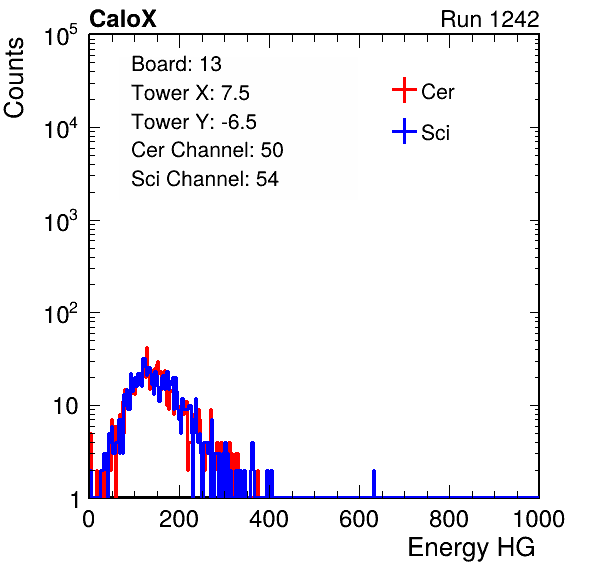 CaloX Run 1242
Counts
10^5
10^4
10^3
10^2
10
1
Board: 13
Tower X: 7.5
Tower Y: -6.5
Cer Channel: 50
Sci Channel: 54
Cer
Sci
0 200 400 600 800 1000
Energy HG